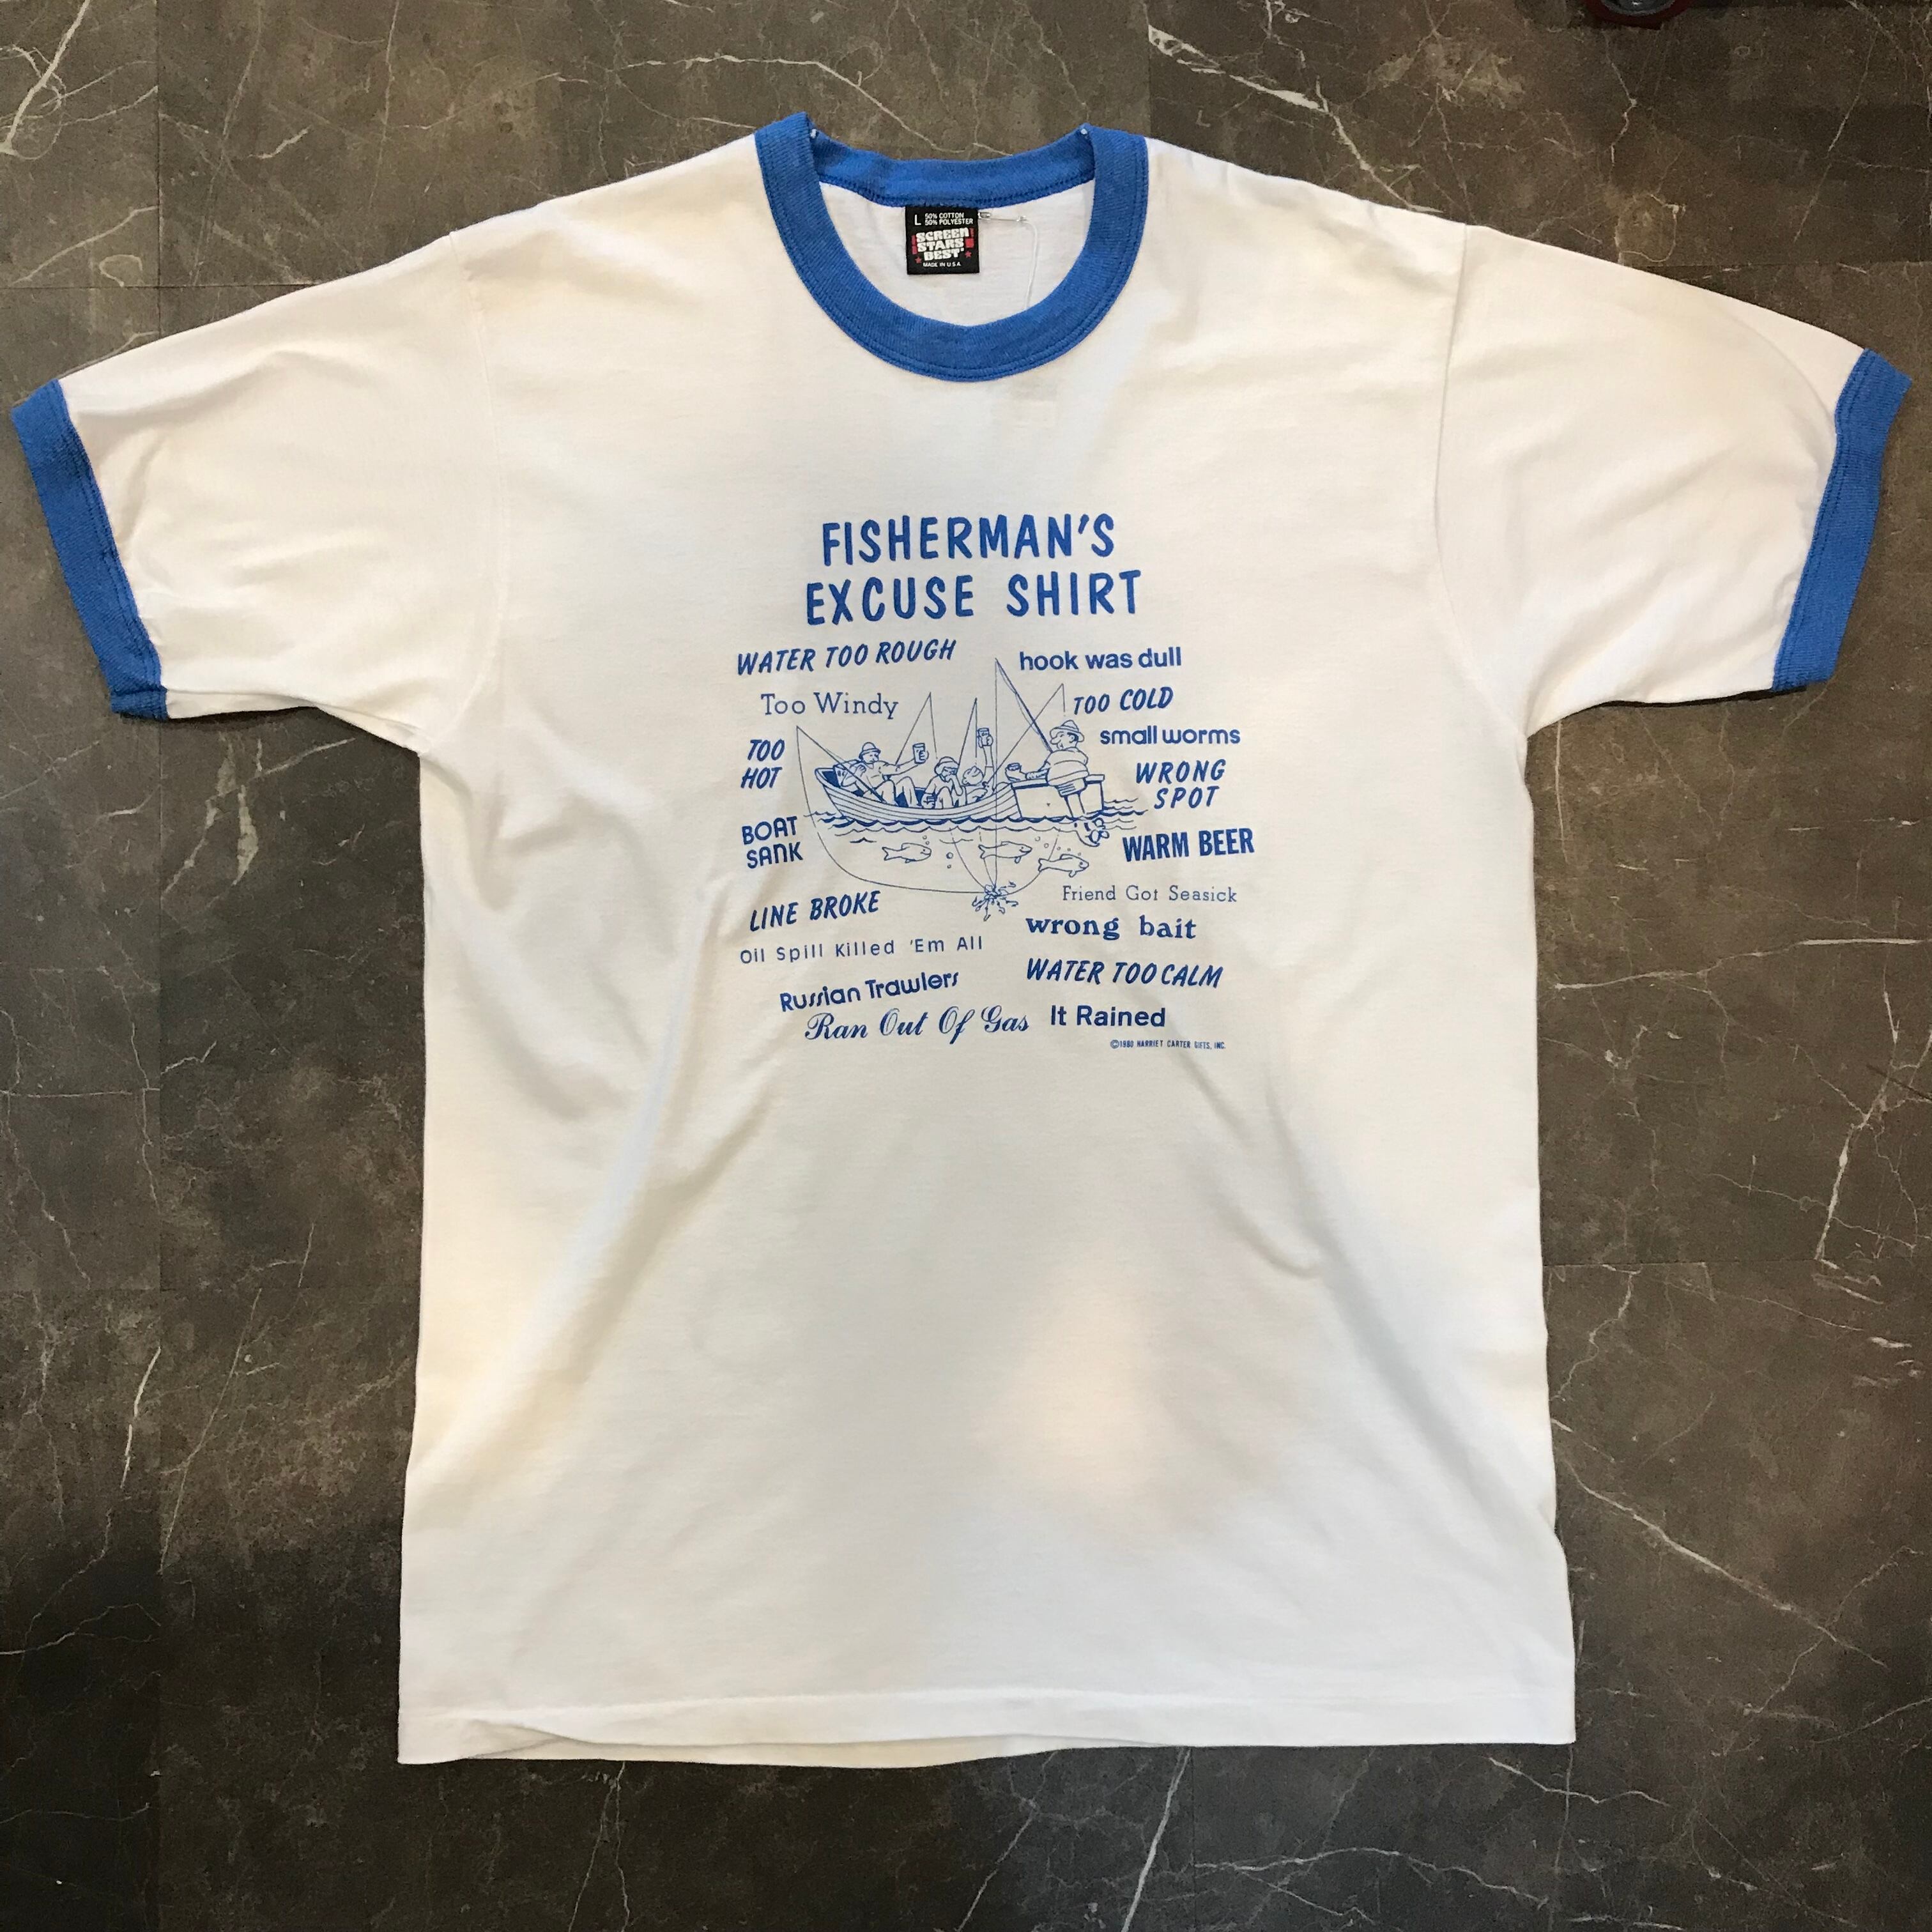 L 50% COTTON
50% POLYESTER
SCREEN
STARS
BEST
MADE IN U.S.A.
FISHERMAN'S
EXCUSE SHIRT
WATER TOO ROUGH
hook was dull
Too Windy
TOO COLD
small worms
TOO
HOT
WRONG
SPOT
BOAT
SANK
WARM BEER
LINE BROKE
Friend Got Seasick
wrong bait
Oil Spill Killed 'Em All
WATER TOO CALM
Russian Trawlers
Ran Out Of Gas
It Rained
©1980 HARRIET CARTER GIFTS, INC.